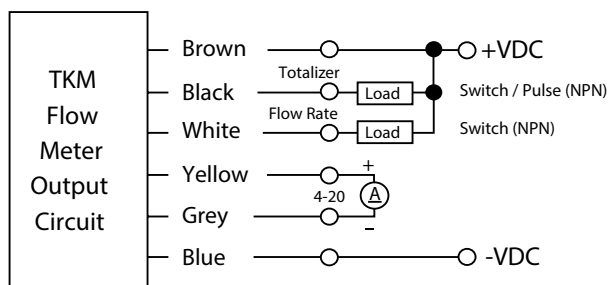 TKM
Flow
Meter
Output
Circuit
Brown
+VDC
Totalizer
Black
Load
Switch / Pulse (NPN)
Flow Rate
White
Load
Switch (NPN)
Yellow
+
4-20
A
Grey
–
Blue
-VDC